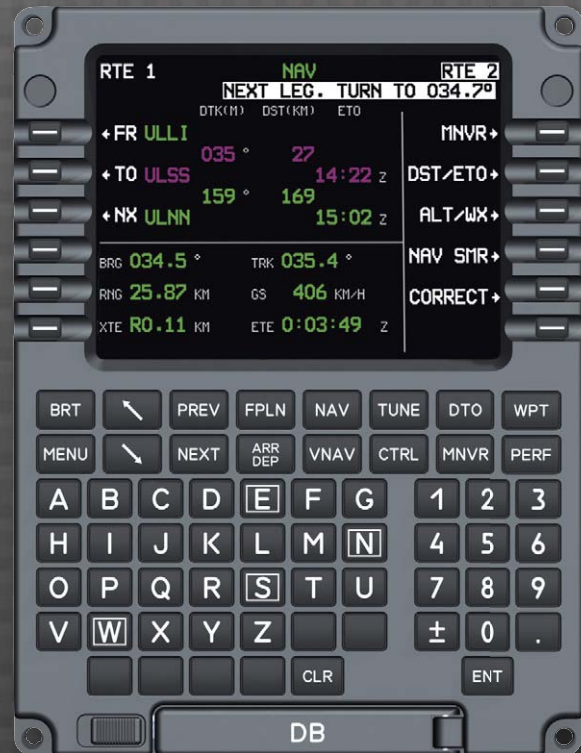 RTE 1 NAV RTE 2
NEXT LEG. TURN TO 034.7º
DTK(M) DST(KM) ETO
FR ULLI MNVR
035 ° 27
TO ULSS 14:22 Z DST/ETO
159 ° 169
NX ULNN 15:02 Z ALT/WX
BRG 034.5 ° TRK 035.4 ° NAV SMR
RNG 25.87 KM GS 406 KM/H CORRECT
XTE R0.11 KM ETE 0:03:49 Z
BRT PREV FPLN NAV TUNE DTO WPT
MENU NEXT ARR DEP VNAV CTRL MNVR PERF
A B C D E F G 1 2 3
H I J K L M N 4 5 6
O P Q R S T U 7 8 9
V W X Y Z ± 0 .
CLR ENT
DB